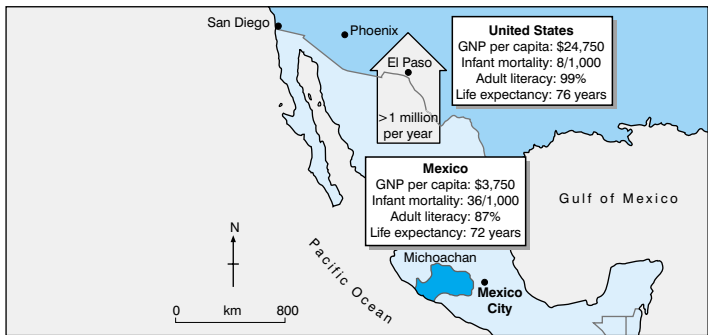 San Diego
Phoenix
El Paso
>1 million
per year
United States
GNP per capita: $24,750
Infant mortality: 8/1,000
Adult literacy: 99%
Life expectancy: 76 years
Mexico
GNP per capita: $3,750
Infant mortality: 36/1,000
Adult literacy: 87%
Life expectancy: 72 years
Gulf of Mexico
Michoachan
Mexico
City
Pacific Ocean
N
0 km 800